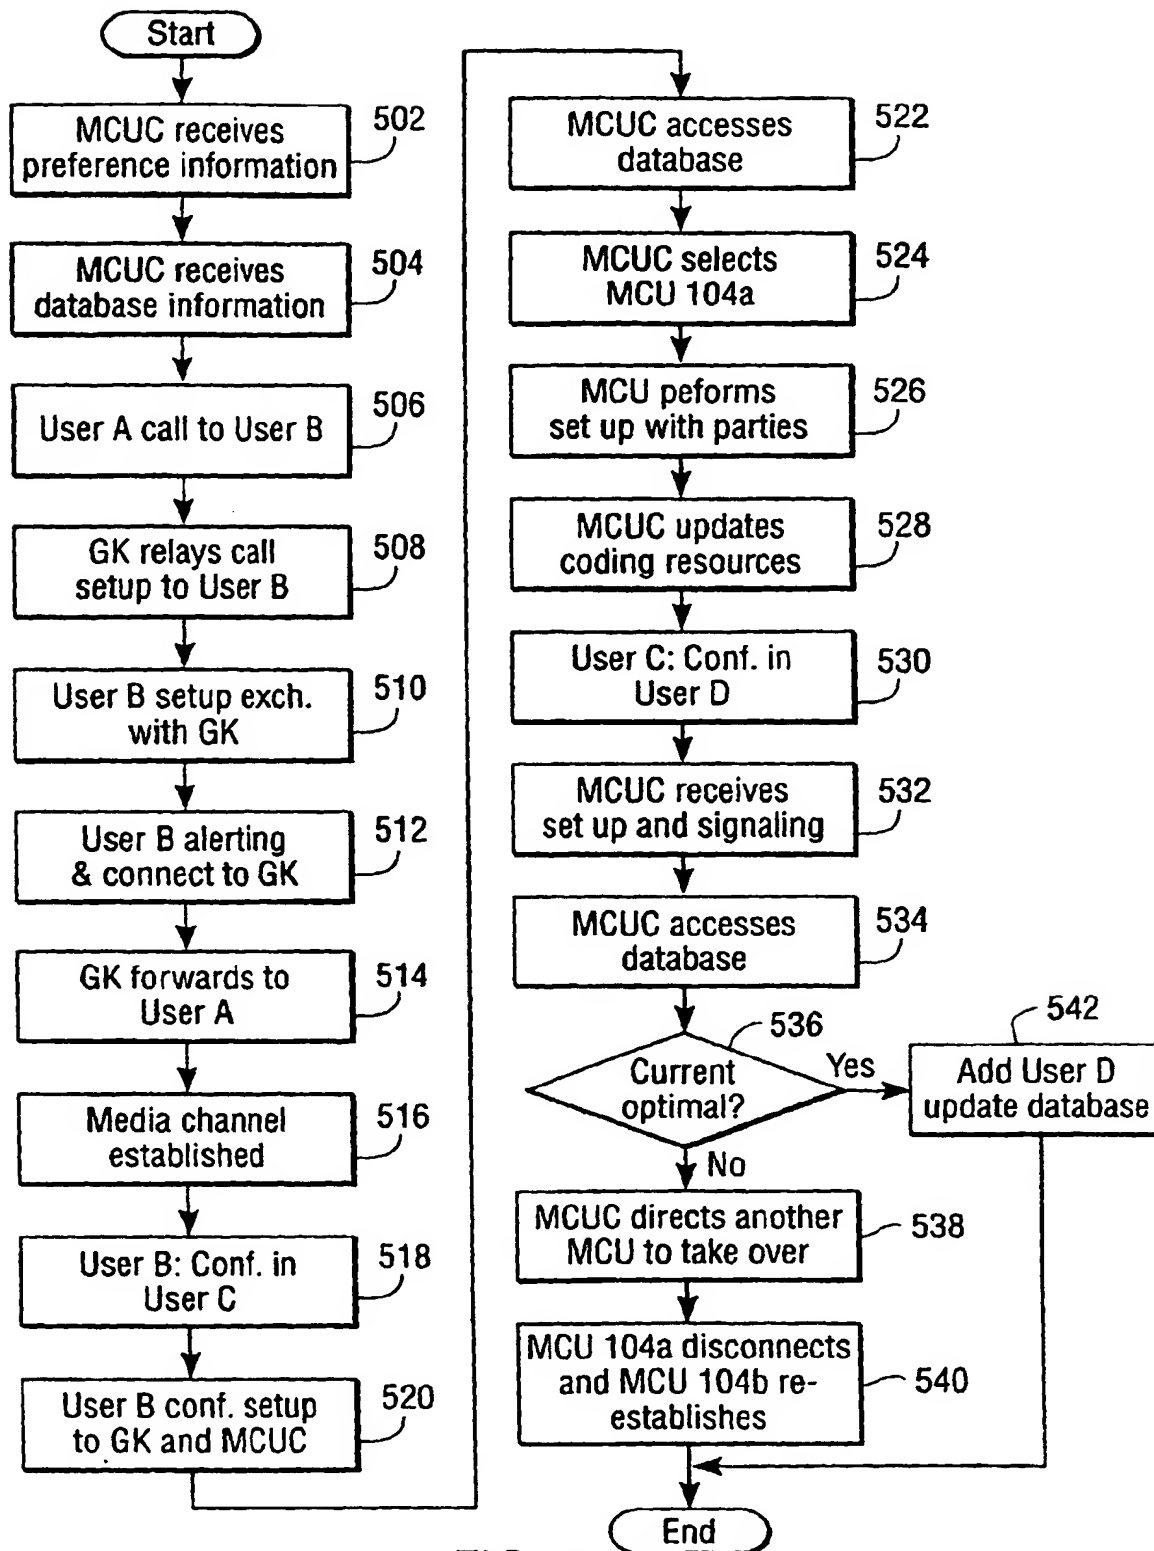 Start
MCUC receives
preference information
502
MCUC receives
database information
504
User A call to User B
506
GK relays call
setup to User B
508
User B setup exch.
with GK
510
User B alerting
& connect to GK
512
GK forwards to
User A
514
Media channel
established
516
User B: Conf. in
User C
518
User B conf. setup
to GK and MCUC
520
MCUC accesses
database
522
MCUC selects
MCU 104a
524
MCU peforms
set up with parties
526
MCUC updates
coding resources
528
User C: Conf. in
User D
530
MCUC receives
set up and signaling
532
MCUC accesses
database
534
Current
optimal?
536
Yes
Add User D
update database
542
No
MCUC directs another
MCU to take over
538
MCU 104a disconnects
and MCU 104b re-
establishes
540
End